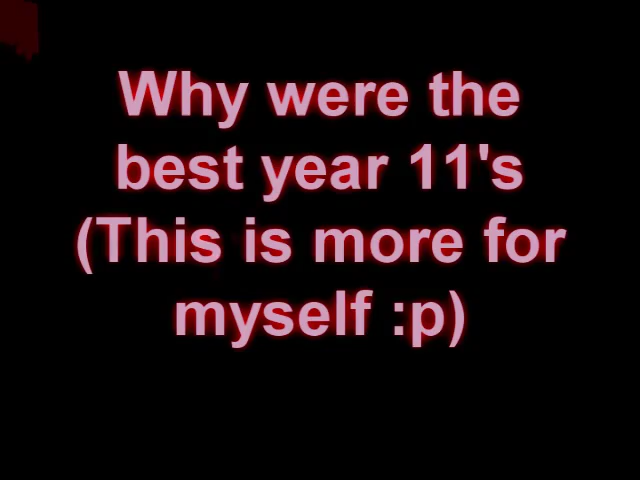 Why were the
best year 11's
(This is more for
myself :p)